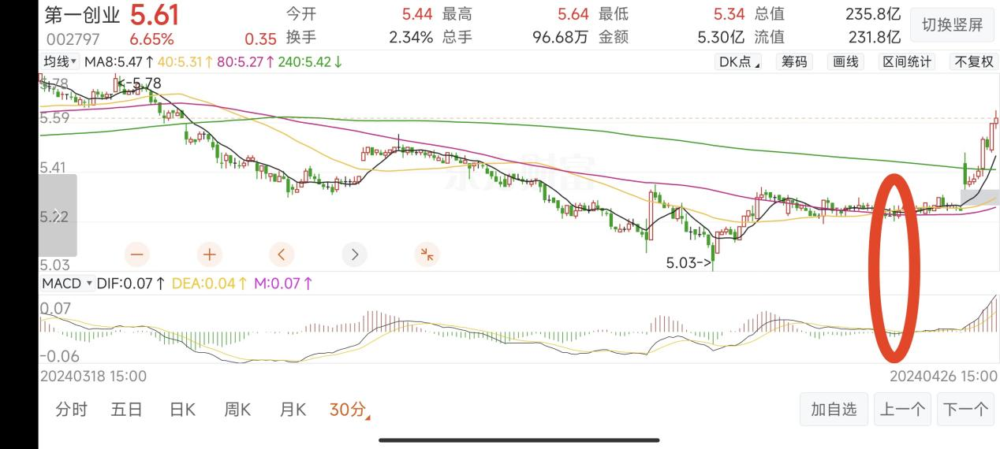 第一创业 5.61 今开 5.44 最高 5.64 最低 5.34 总值 235.8亿 切换竖屏
002797 6.65% 0.35 换手 2.34% 总手 96.68万 金额 5.30亿 流值 231.8亿
均线▾ MA8:5.47↑ 40:5.31↑ 80:5.27↑ 240:5.42↓ DK点 筹码 画线 区间统计 不复权
5.78 <-5.78
5.59
5.41
5.22
5.03 5.03->
MACD ▾ DIF:0.07↑ DEA:0.04↑ M:0.07↑
0.07
-0.06
20240318 15:00 20240426 15:00
分时 五日 日K 周K 月K 30分 加自选 上一个 下一个